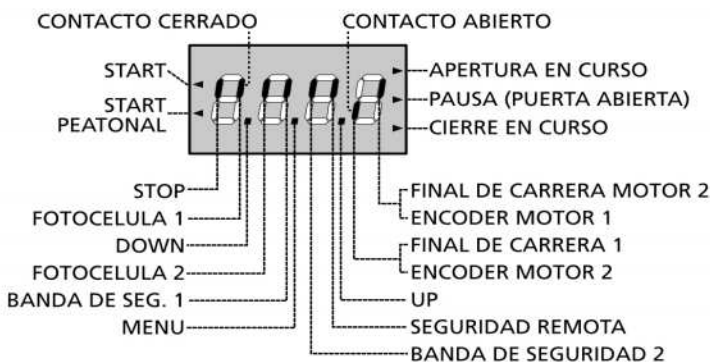 CONTACTO CERRADO
CONTACTO ABIERTO
START
START
PEATONAL
APERTURA EN CURSO
PAUSA (PUERTA ABIERTA)
CIERRE EN CURSO
STOP
FOTOCELULA 1
DOWN
FOTOCELULA 2
BANDA DE SEG. 1
MENU
FINAL DE CARRERA MOTOR 2
ENCODER MOTOR 1
FINAL DE CARRERA 1
ENCODER MOTOR 2
UP
SEGURIDAD REMOTA
BANDA DE SEGURIDAD 2